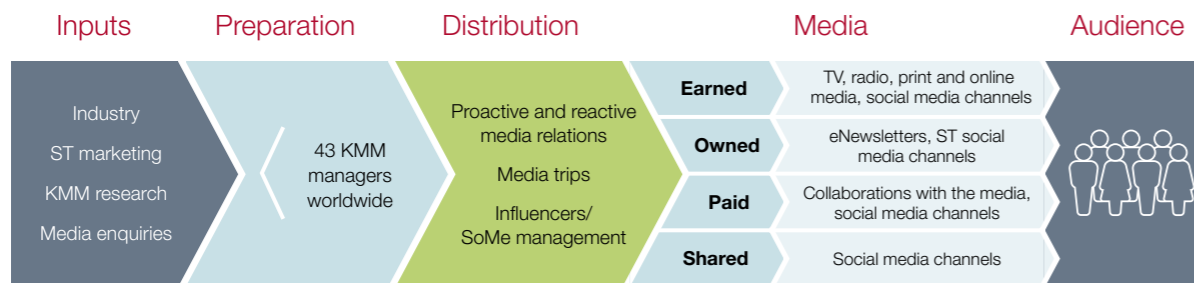 Inputs
Preparation
Distribution
Media
Audience
Industry
ST marketing
KMM research
Media enquiries
43 KMM
managers
worldwide
Proactive and reactive
media relations
Media trips
Influencers/
SoMe management
Earned
TV, radio, print and online
media, social media channels
Owned
eNewsletters, ST social
media channels
Paid
Collaborations with the media,
social media channels
Shared
Social media channels